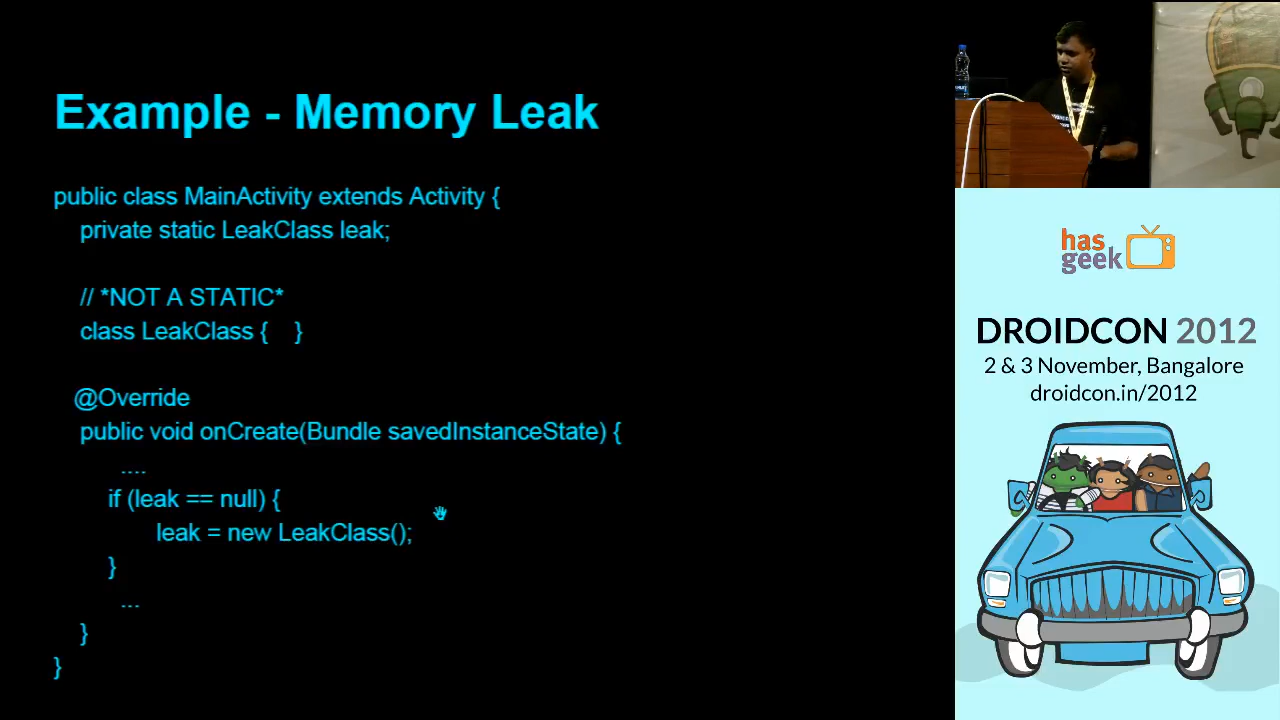 Example - Memory Leak
public class MainActivity extends Activity {
private static LeakClass leak;
// *NOT A STATIC*
class LeakClass { }
@Override
public void onCreate(Bundle savedInstanceState) {
....
if (leak == null) {
leak = new LeakClass();
}
...
}
}
has
geek
DROIDCON 2012
2 & 3 November, Bangalore
droidcon.in/2012